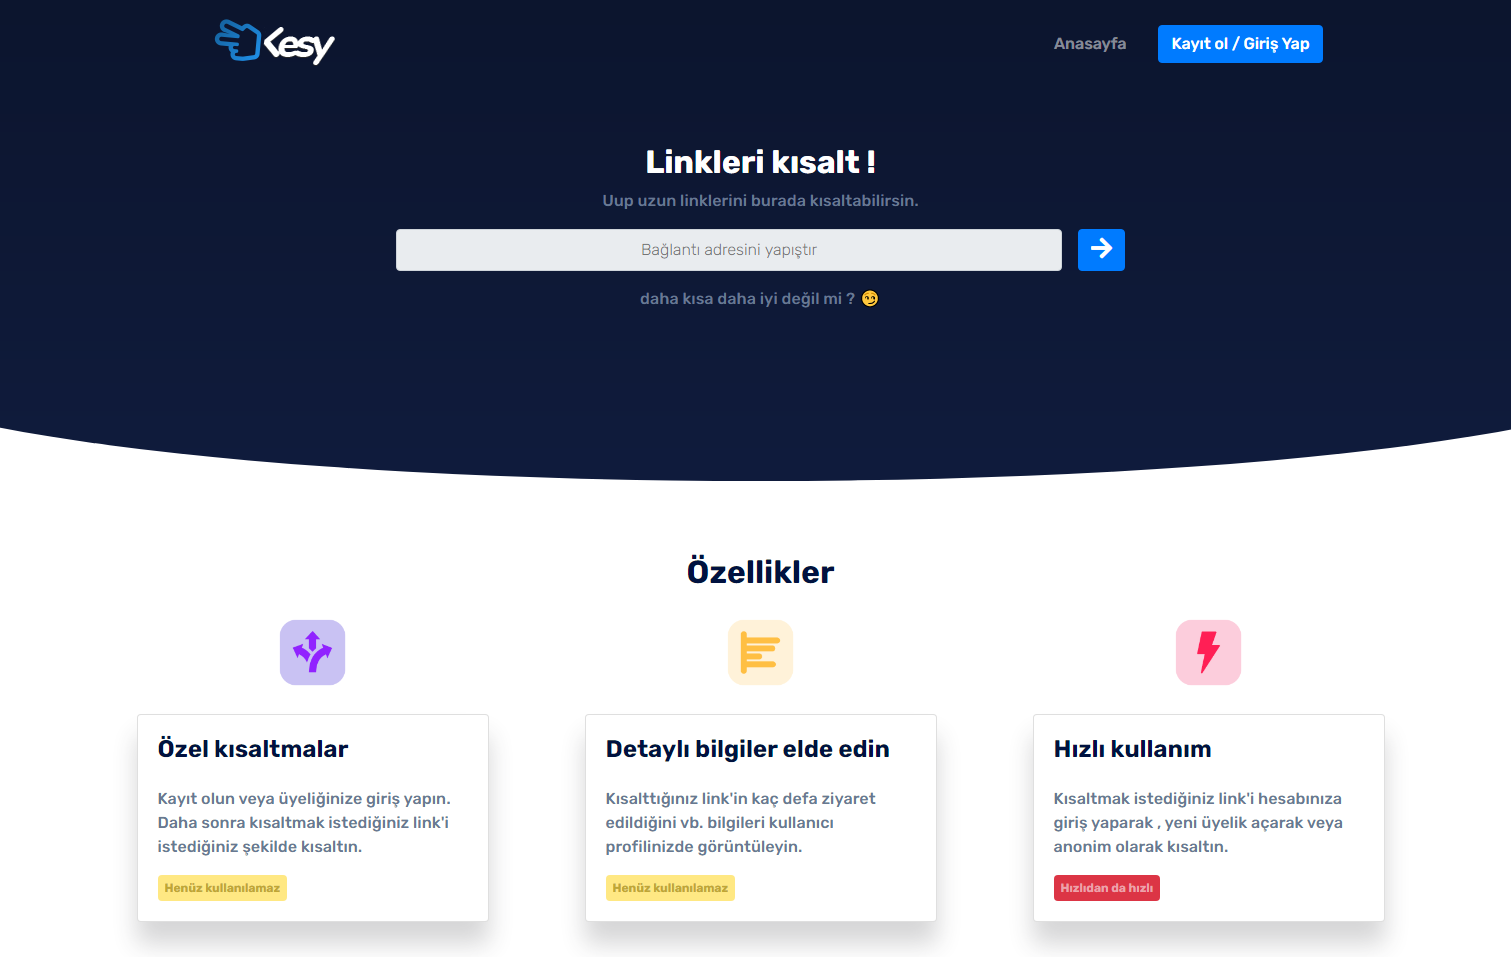 Kesy
Anasayfa
Kayıt ol / Giriş Yap
Linkleri kısalt !
Uup uzun linklerini burada kısaltabilirsin.
Bağlantı adresini yapıştır
daha kısa daha iyi değil mi ? 😏
Özellikler
Özel kısaltmalar
Kayıt olun veya üyeliğinize giriş yapın.
Daha sonra kısaltmak istediğiniz link'i
istediğiniz şekilde kısaltın.
Henüz kullanılamaz
Detaylı bilgiler elde edin
Kısalttığınız link'in kaç defa ziyaret
edildiğini vb. bilgileri kullanıcı
profilinizde görüntüleyin.
Henüz kullanılamaz
Hızlı kullanım
Kısaltmak istediğiniz link'i hesabınıza
giriş yaparak , yeni üyelik açarak veya
anonim olarak kısaltın.
Hızlıdan da hızlı